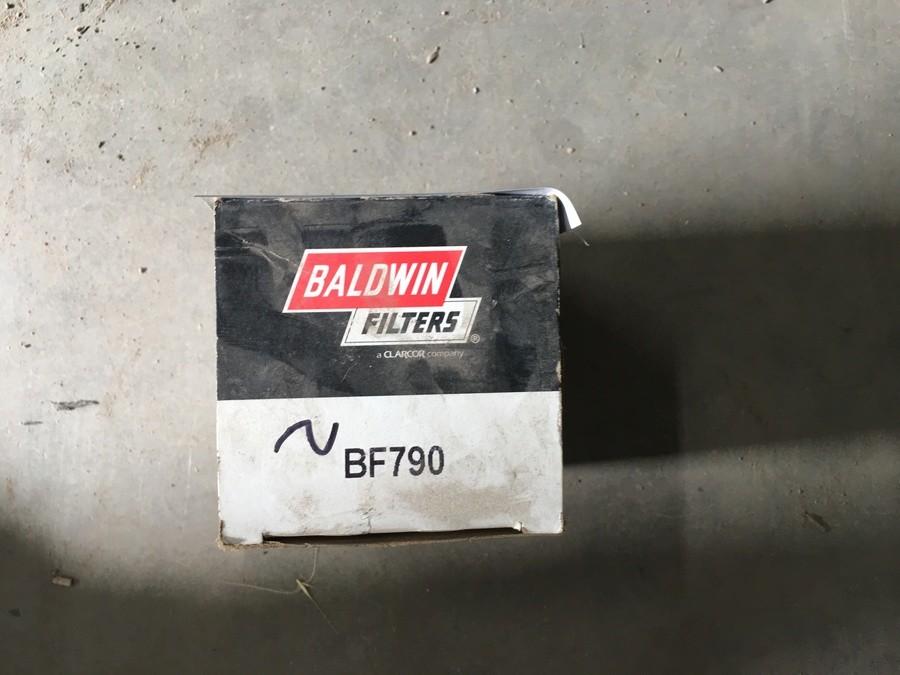 BALDWIN
FILTERS®
a CLARCOR company
BF790